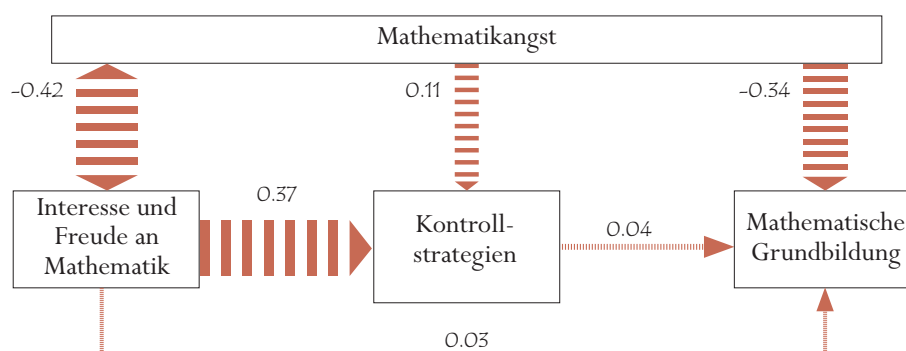 Mathematikangst
-0.42
0.11
-0.34
Interesse und
Freude an
Mathematik
0.37
Kontroll-
strategien
0.04
Mathematische
Grundbildung
0.03